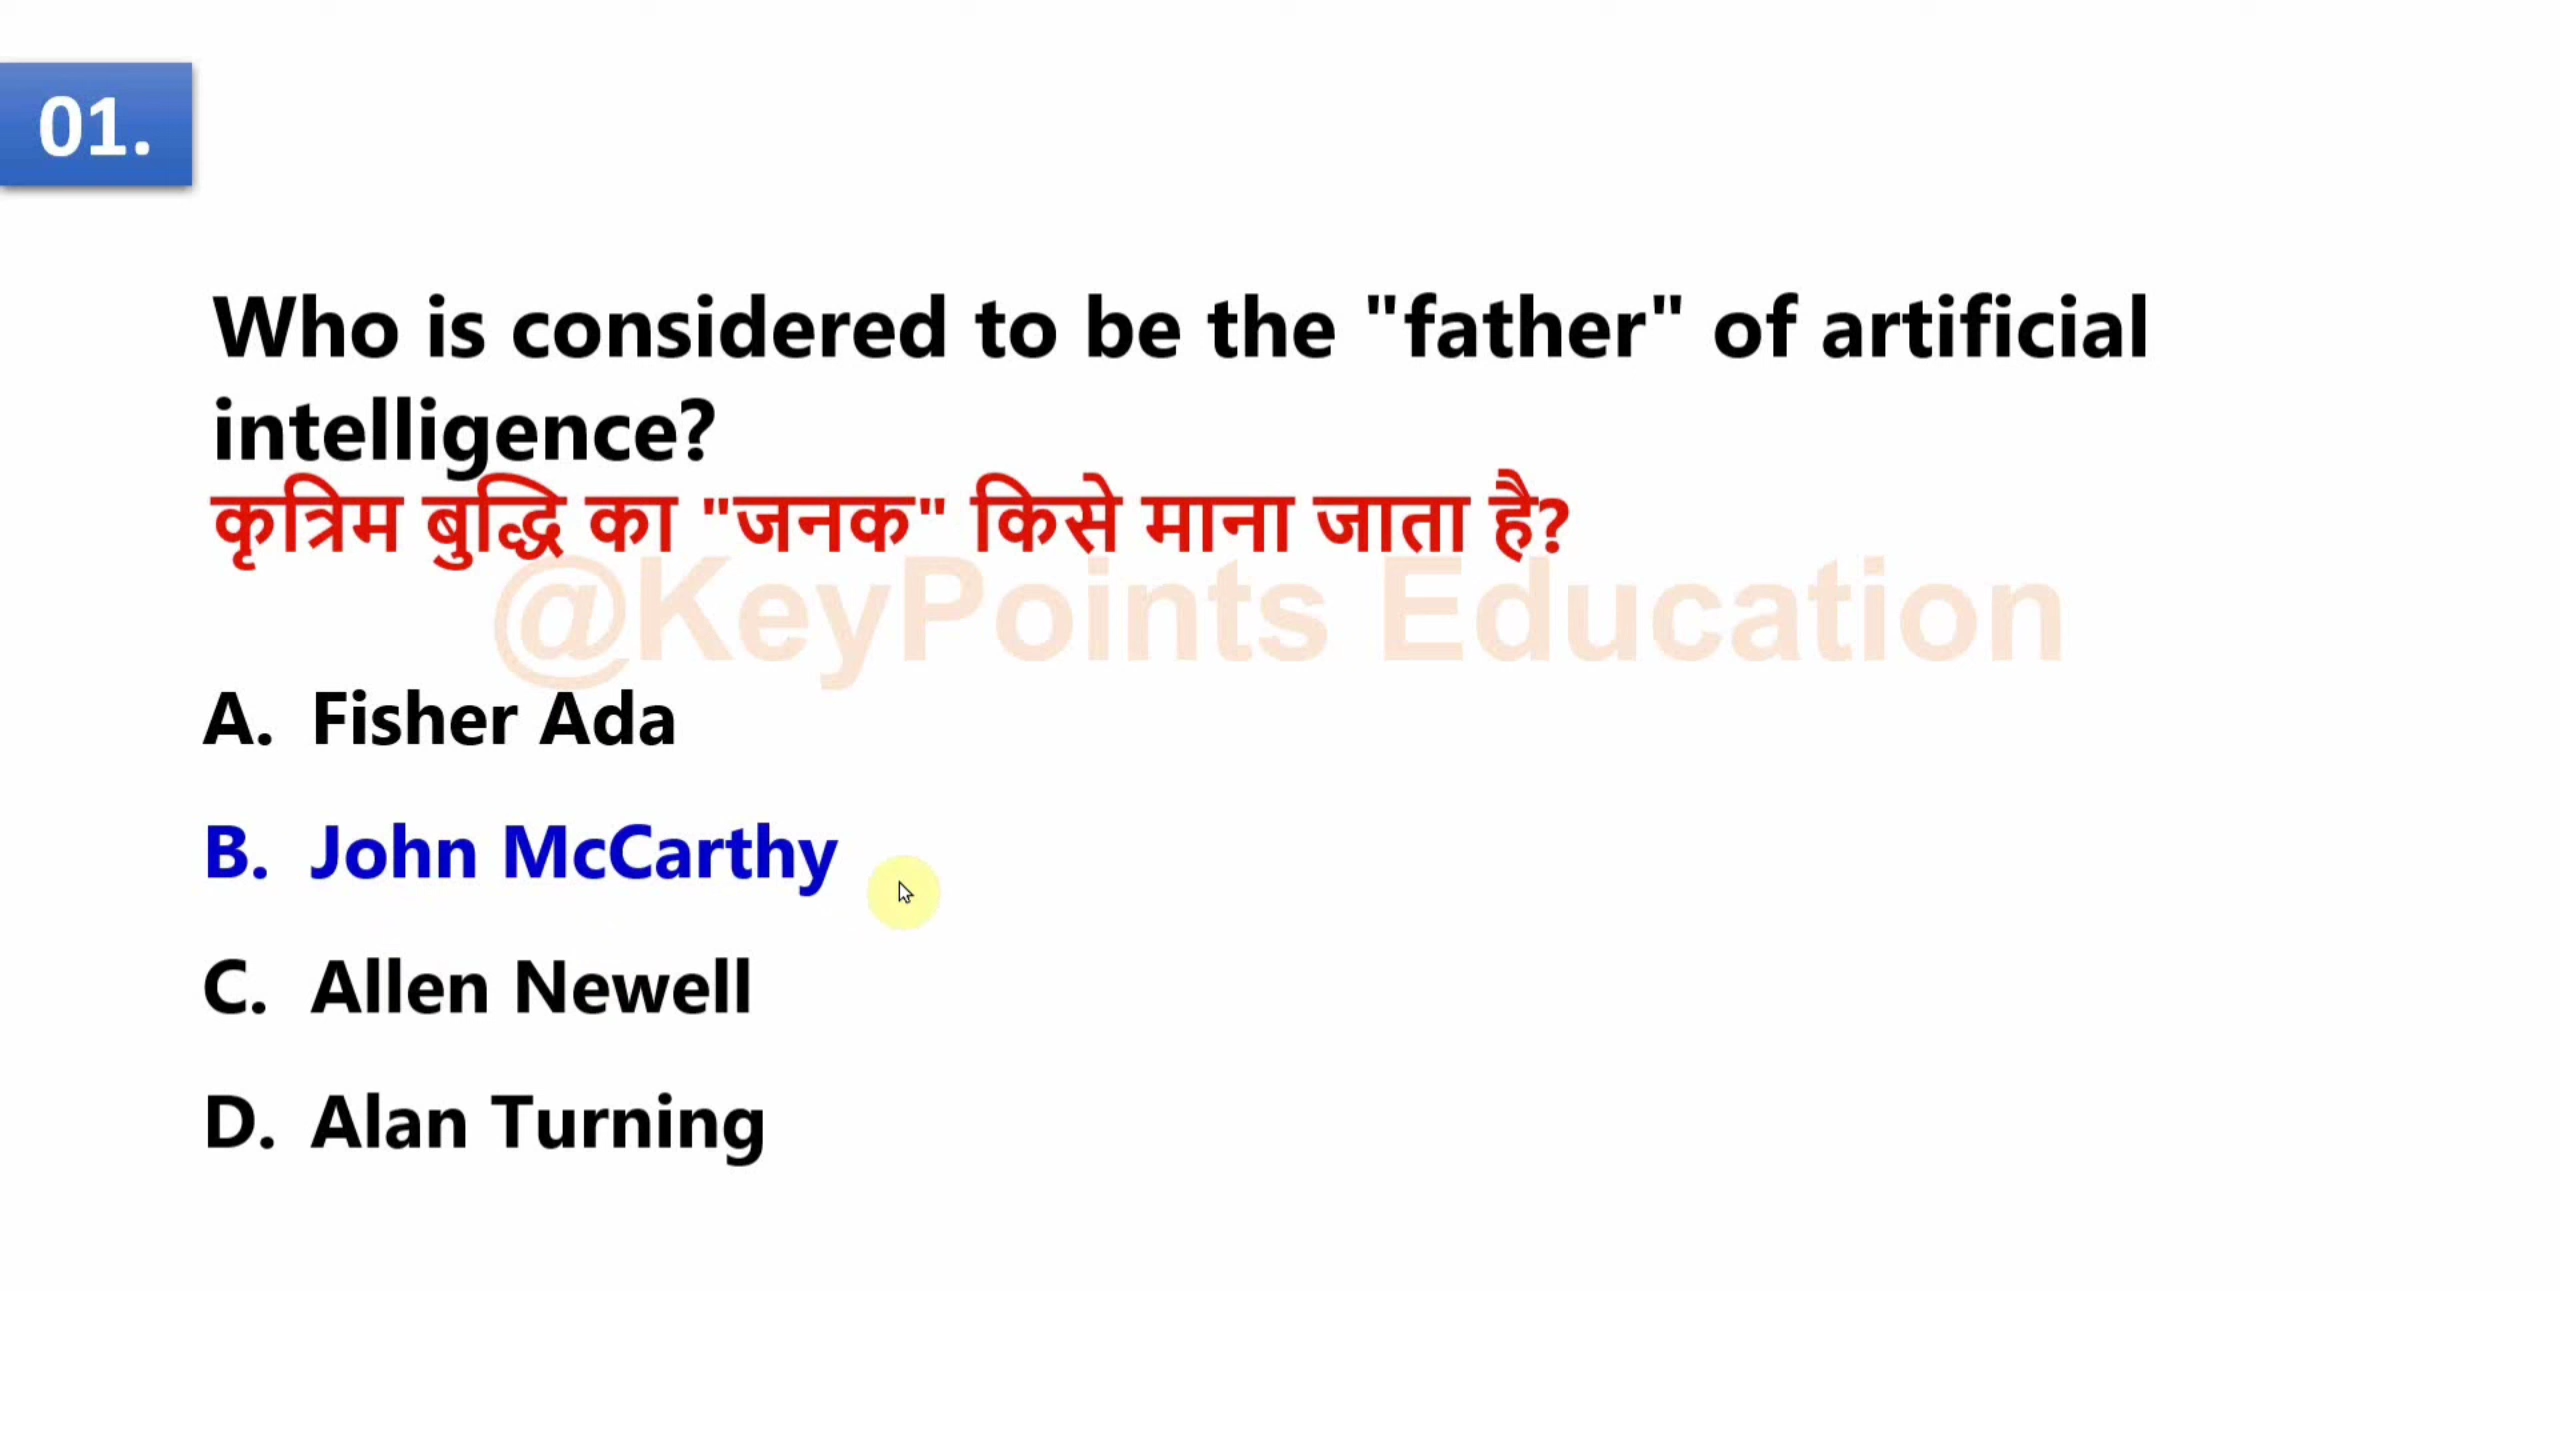 01.
Who is considered to be the "father" of artificial
intelligence?
कृत्रिम बुद्धि का "जनक" किसे माना जाता है?
@KeyPoints Education
A. Fisher Ada
B. John McCarthy
C. Allen Newell
D. Alan Turning